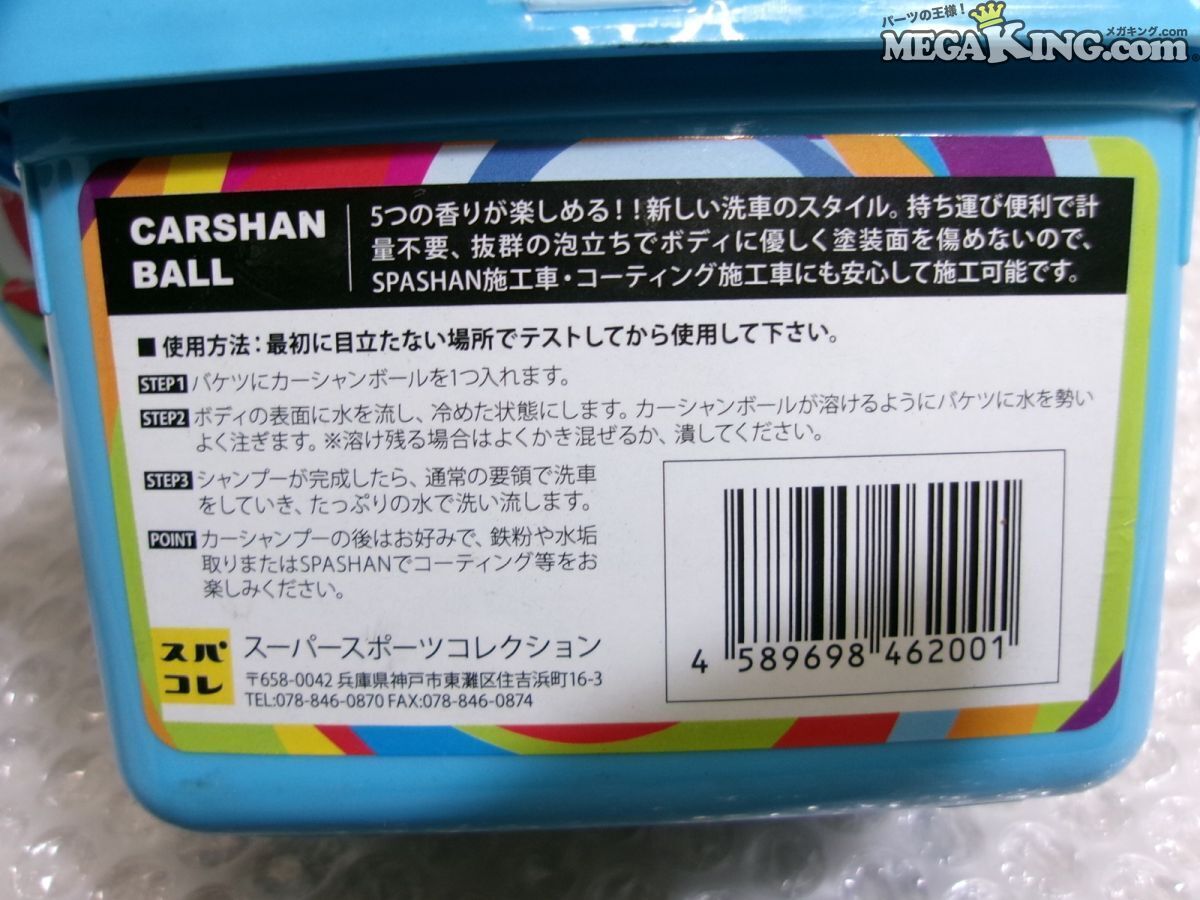 パーツの王様！
メガキング.com
MEGAKING.com
CARSHAN
BALL
5つの香りが楽しめる!!新しい洗車のスタイル。持ち運び便利で計
量不要、抜群の泡立ちでボディに優しく塗装面を傷めないので、
SPASHAN施工車・コーティング施工車にも安心して施工可能です。
■ 使用方法：最初に目立たない場所でテストしてから使用して下さい。
STEP1 バケツにカーシャンボールを1つ入れます。
STEP2 ボディの表面に水を流し、冷めた状態にします。カーシャンボールが溶けるようにバケツに水を勢い
よく注ぎます。※溶け残る場合はよくかき混ぜるか、潰してください。
STEP3 シャンプーが完成したら、通常の要領で洗車
をしていき、たっぷりの水で洗い流します。
POINT カーシャンプーの後はお好みで、鉄粉や水垢
取りまたはSPASHANでコーティング等をお
楽しみください。
スパ
コレ
スーパースポーツコレクション
〒658-0042 兵庫県神戸市東灘区住吉浜町16-3
TEL:078-846-0870 FAX:078-846-0874
4 589698 462001